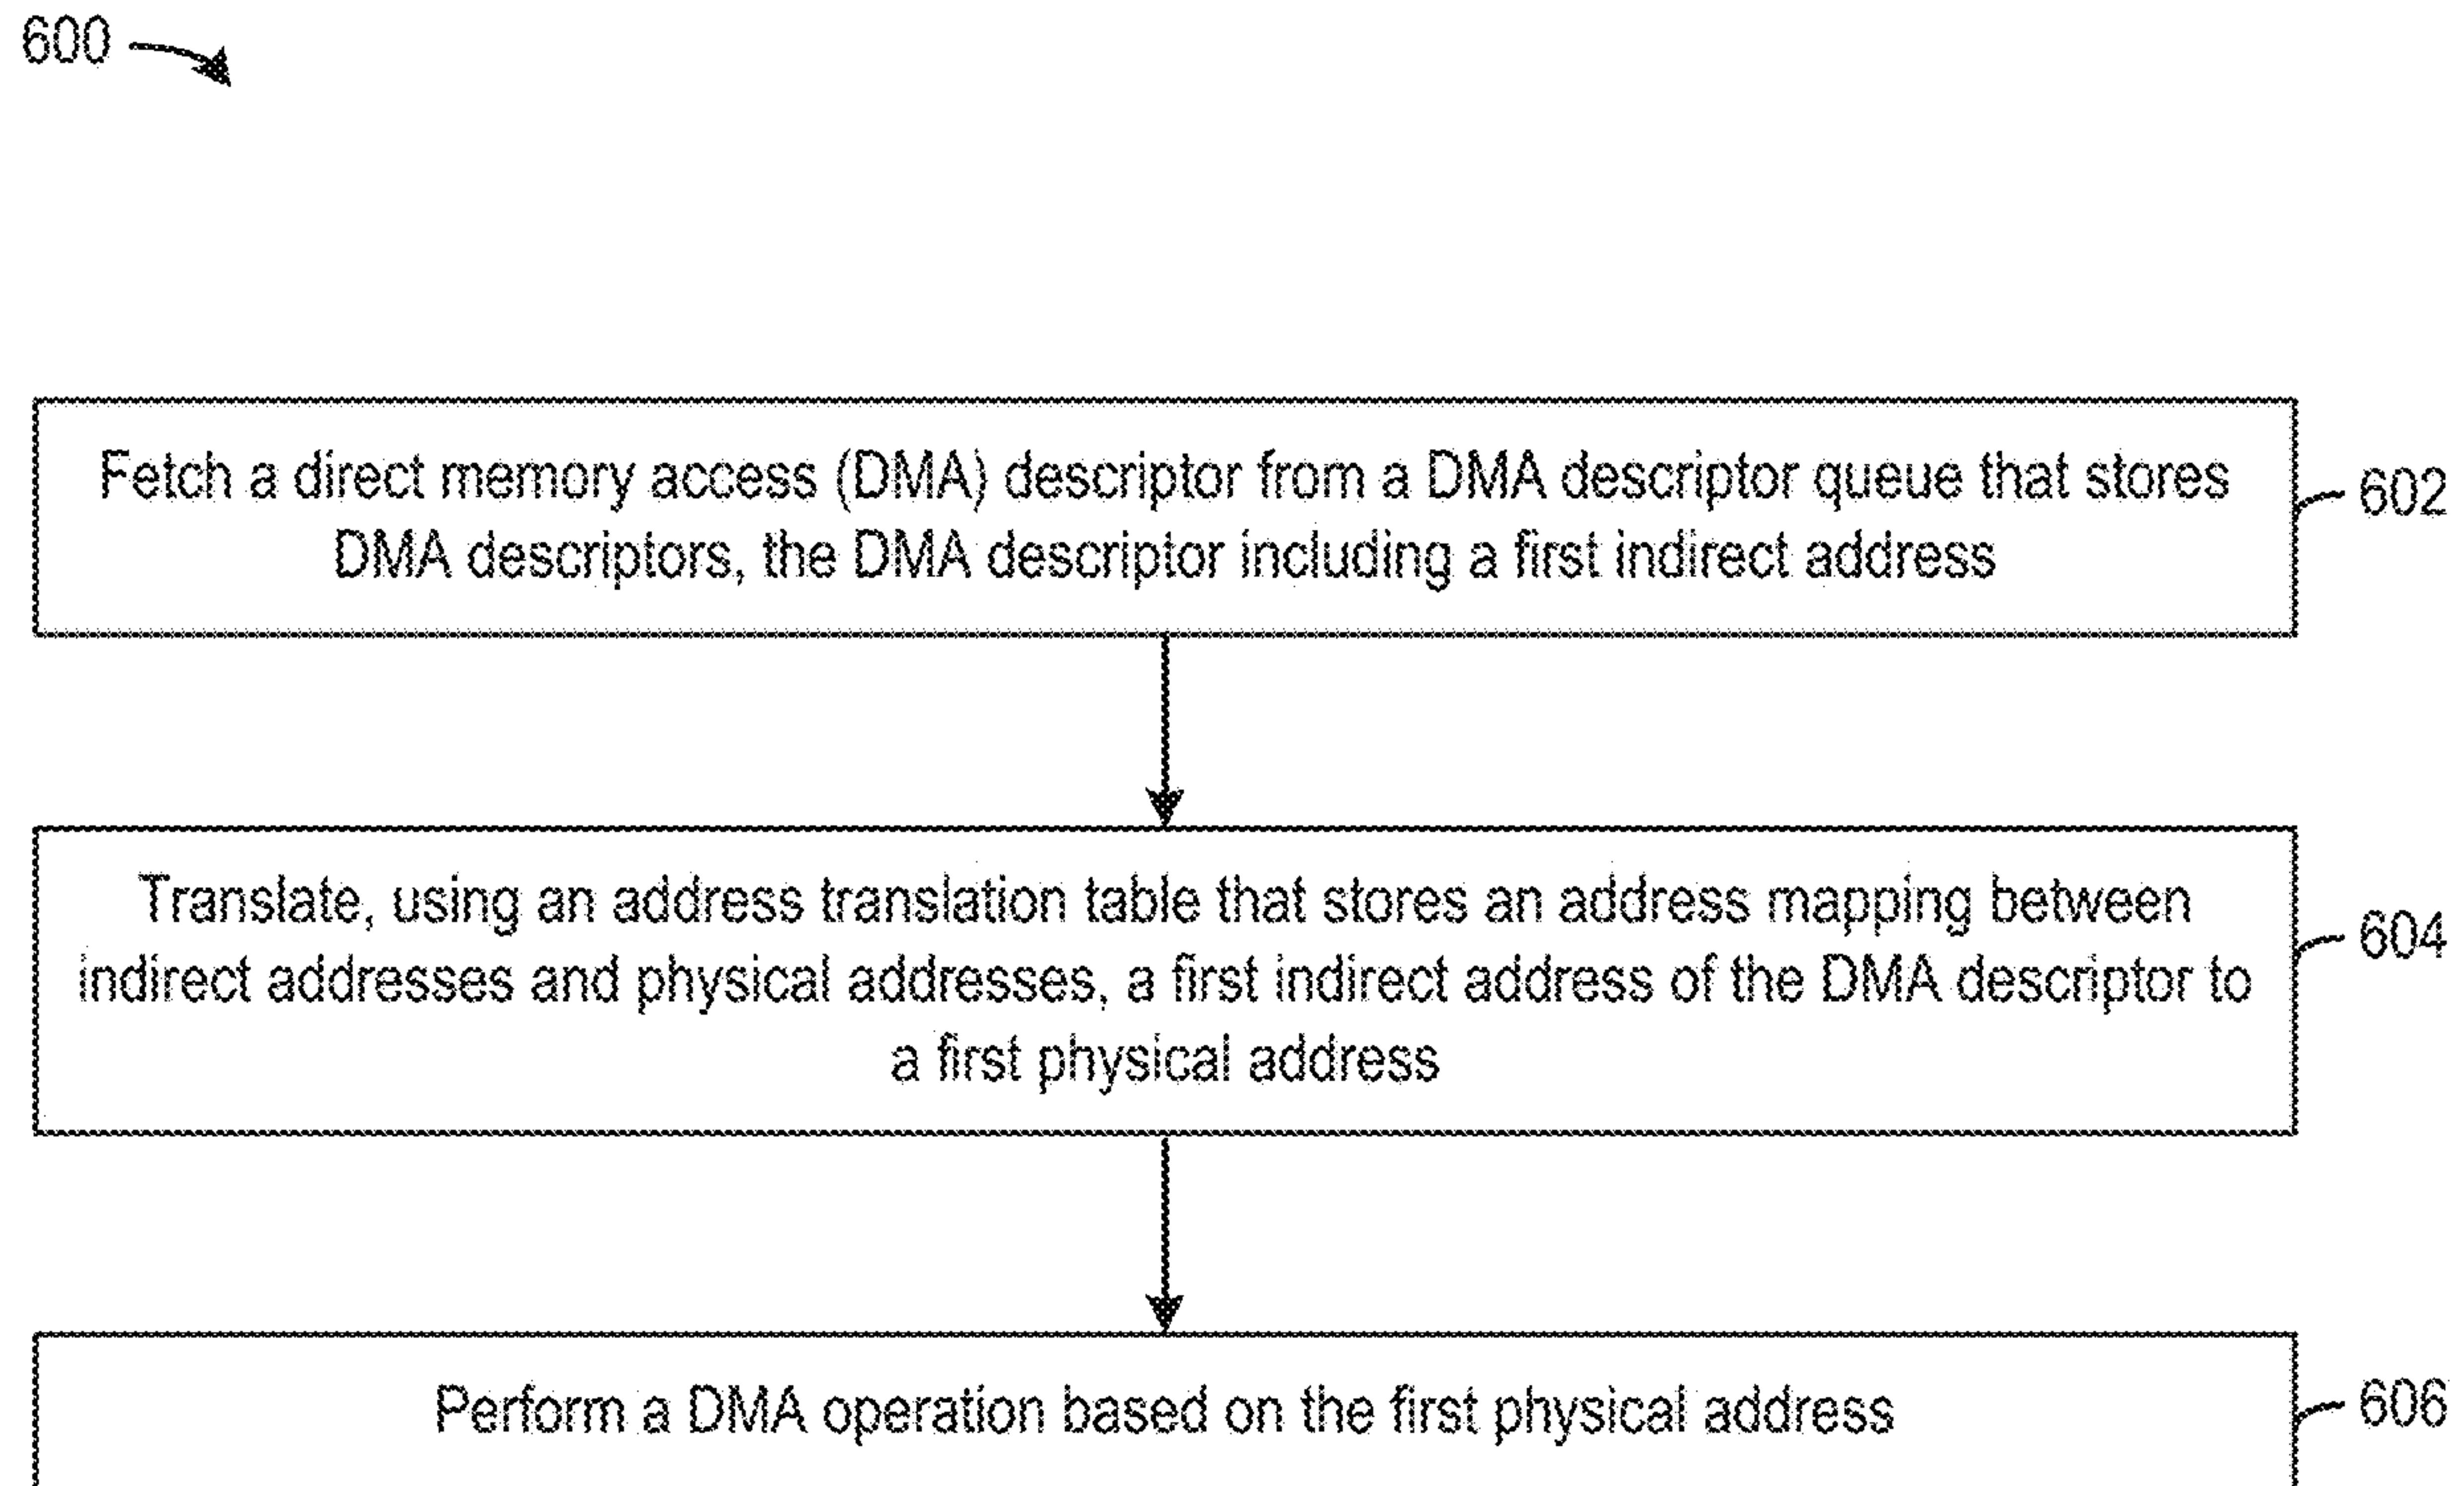 600
Fetch a direct memory access (DMA) descriptor from a DMA descriptor queue that stores
DMA descriptors, the DMA descriptor including a first indirect address
602
Translate, using an address translation table that stores an address mapping between
indirect addresses and physical addresses, a first indirect address of the DMA descriptor to
a first physical address
604
Perform a DMA operation based on the first physical address
606